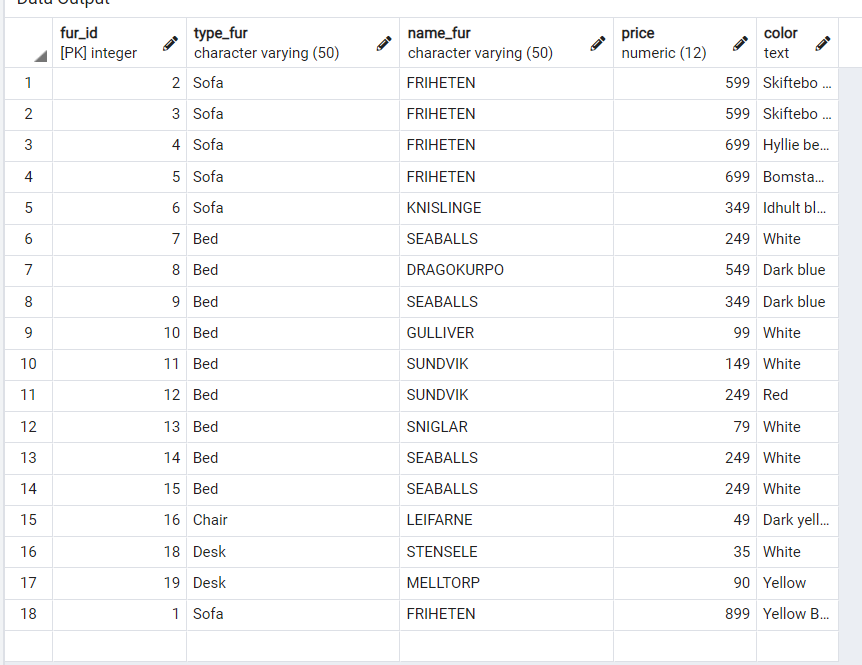 Data Output
fur_id type_fur name_fur price color
[PK] integer character varying (50) character varying (50) numeric (12) text
1 2 Sofa FRIHETEN 599 Skiftebo ...
2 3 Sofa FRIHETEN 599 Skiftebo ...
3 4 Sofa FRIHETEN 699 Hyllie be...
4 5 Sofa FRIHETEN 699 Bomsta...
5 6 Sofa KNISLINGE 349 Idhult bl...
6 7 Bed SEABALLS 249 White
7 8 Bed DRAGOKURPO 549 Dark blue
8 9 Bed SEABALLS 349 Dark blue
9 10 Bed GULLIVER 99 White
10 11 Bed SUNDVIK 149 White
11 12 Bed SUNDVIK 249 Red
12 13 Bed SNIGLAR 79 White
13 14 Bed SEABALLS 249 White
14 15 Bed SEABALLS 249 White
15 16 Chair LEIFARNE 49 Dark yell...
16 18 Desk STENSELE 35 White
17 19 Desk MELLTORP 90 Yellow
18 1 Sofa FRIHETEN 899 Yellow B...